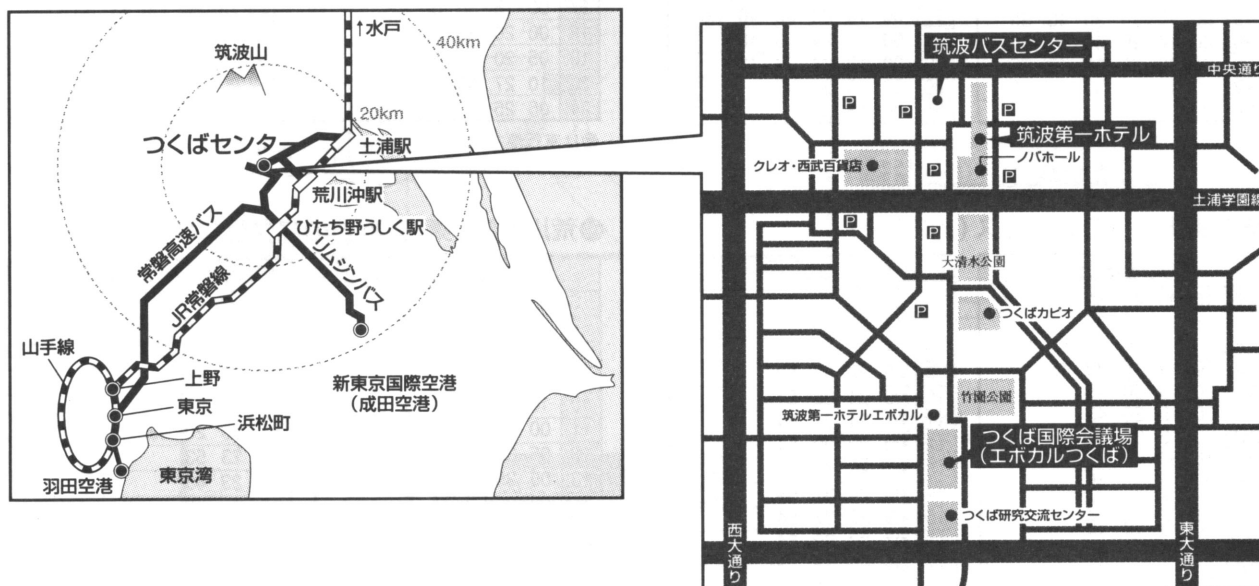 ↑水戸
40km
筑波山
20km
つくばセンター
土浦駅
荒川沖駅
ひたち野うしく駅
常磐高速バス
リムジンバス
JR常磐線
山手線
上野
東京
浜松町
新東京国際空港
（成田空港）
羽田空港
東京湾
筑波バスセンター
中央通り
P
P
P
筑波第一ホテル
クレオ・西武百貨店
ノバホール
P
P
土浦学園線
P
P
大清水公園
P
つくばカピオ
竹園公園
筑波第一ホテルエポカル
つくば国際会議場
（エポカルつくば）
つくば研究交流センター
西大通り
東大通り